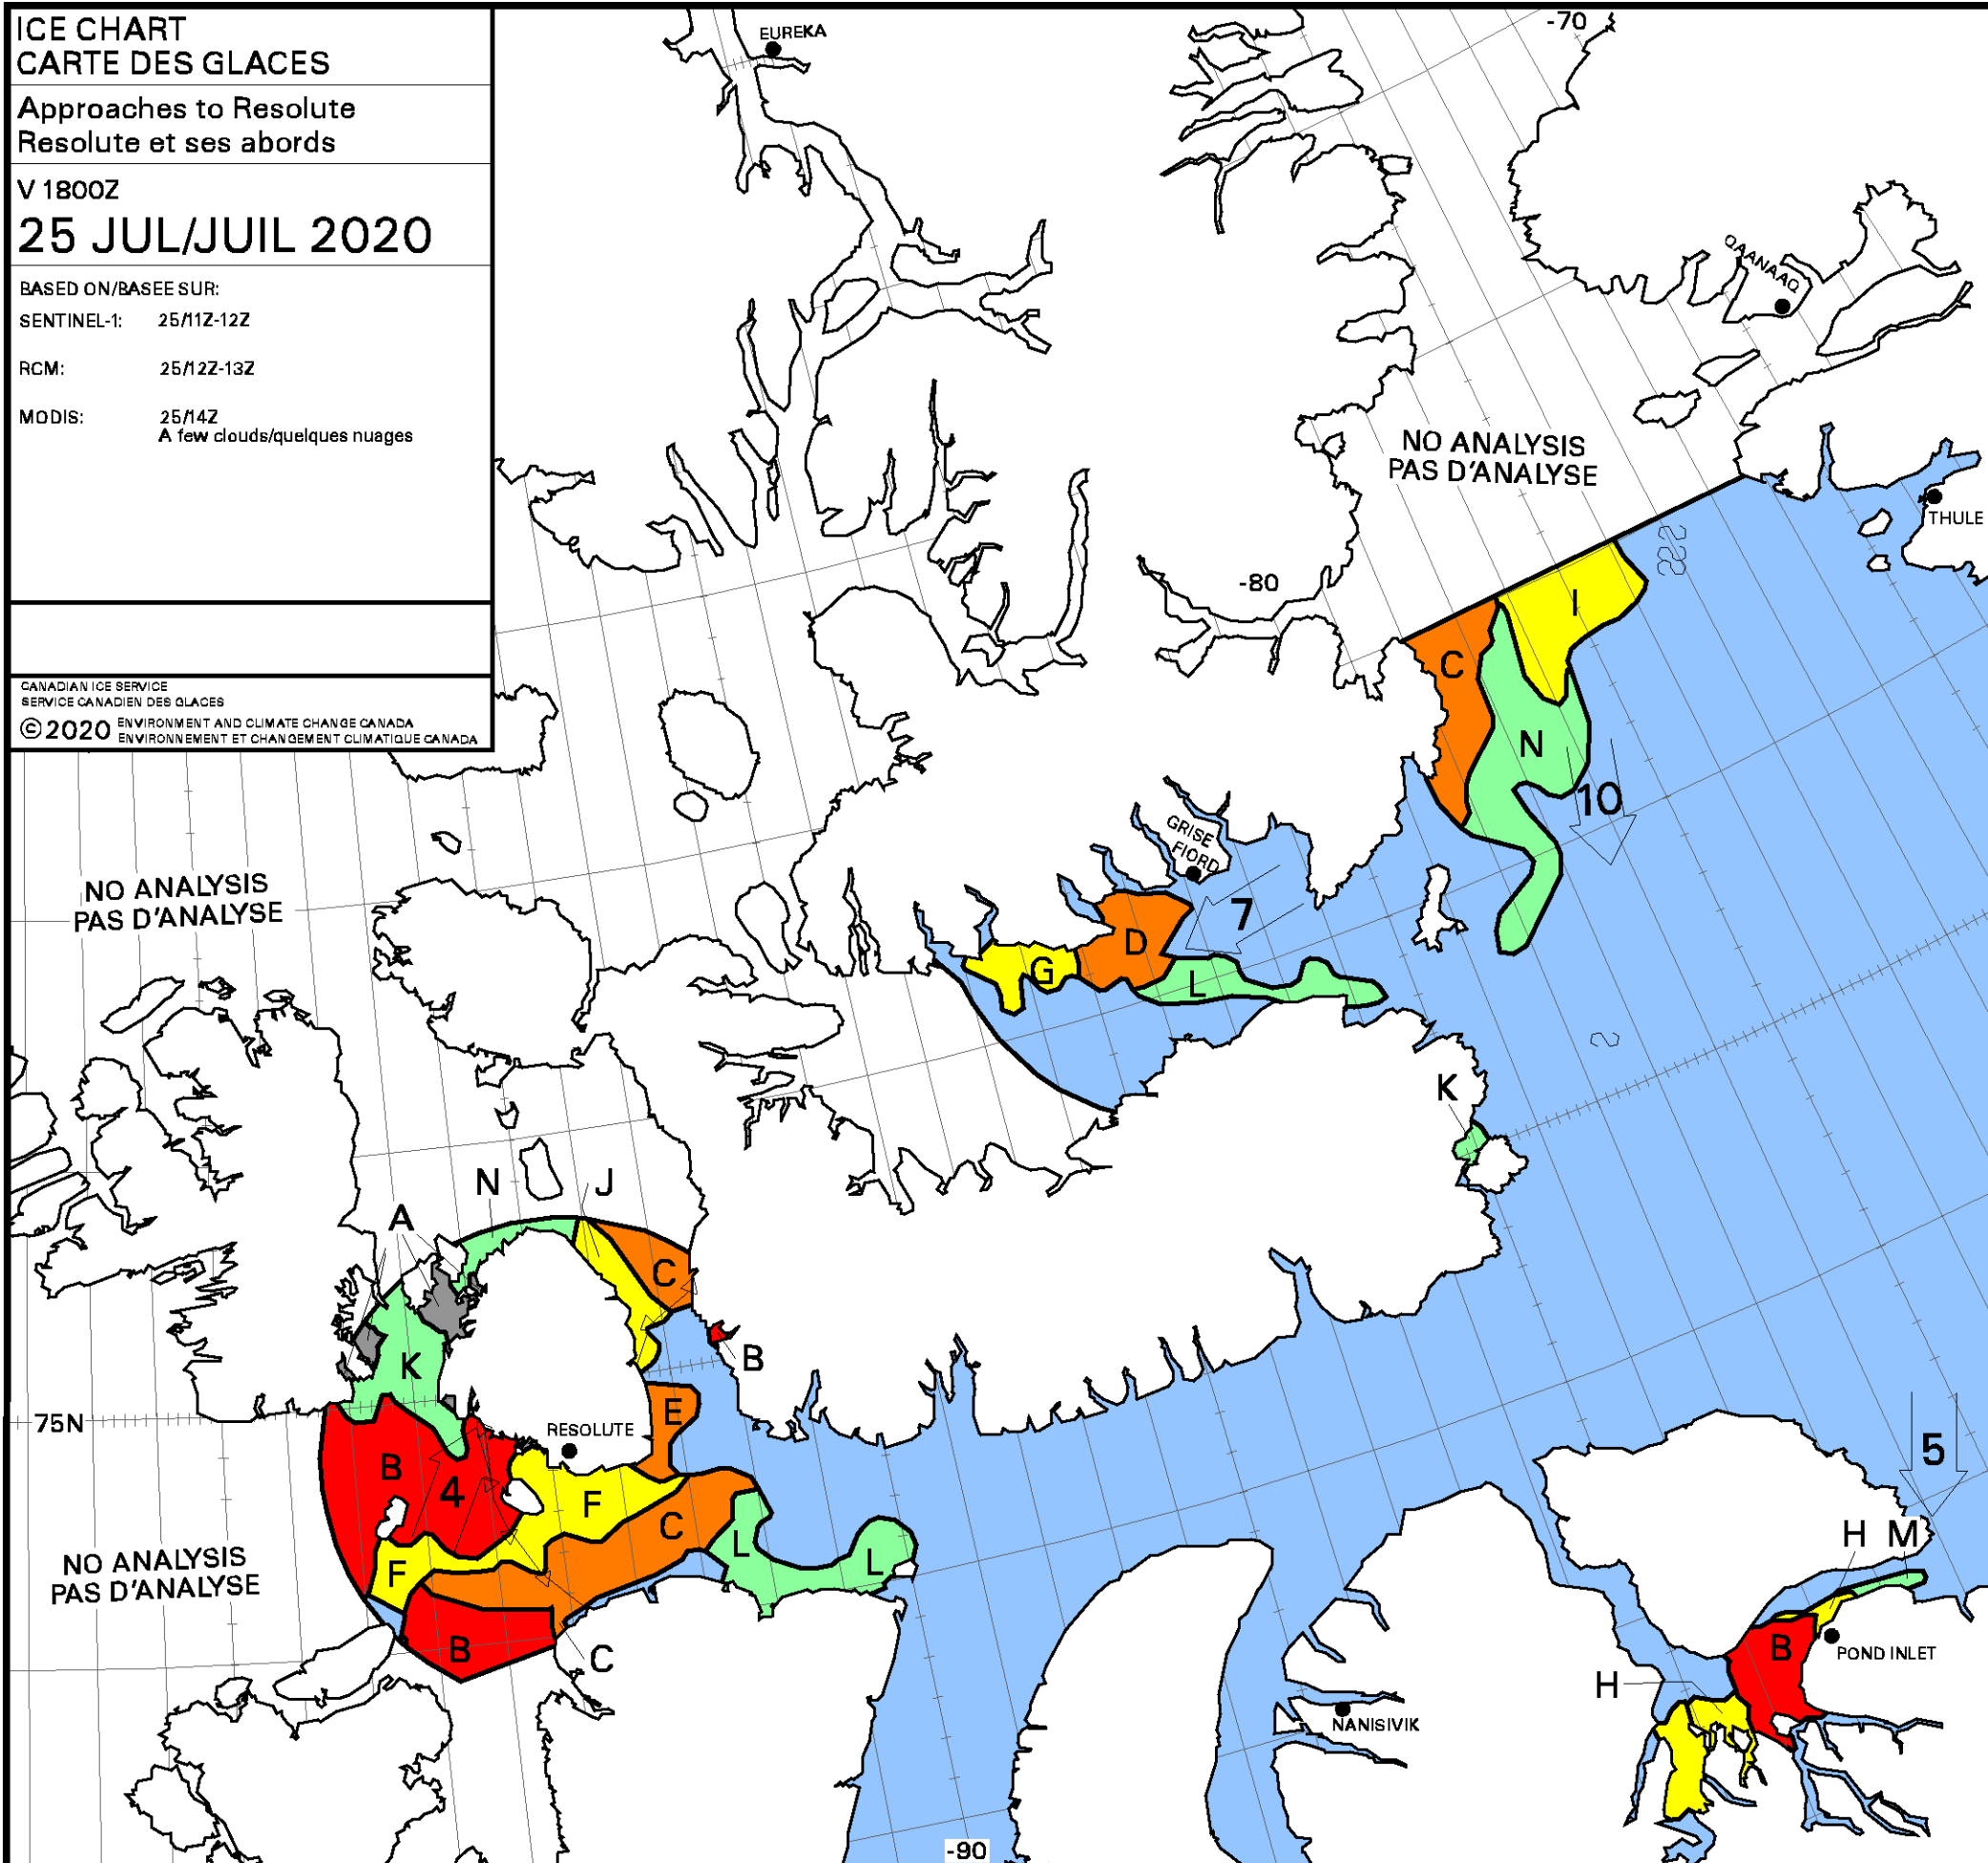 ICE CHART
CARTE DES GLACES
Approaches to Resolute
Resolute et ses abords
V 1800Z
25 JUL/JUIL 2020
BASED ON/BASEE SUR:
SENTINEL-1: 25/11Z-12Z
RCM: 25/12Z-13Z
MODIS: 25/14Z
A few clouds/quelques nuages
CANADIAN ICE SERVICE
SERVICE CANADIEN DES GLACES
© 2020 ENVIRONMENT AND CLIMATE CHANGE CANADA
ENVIRONNEMENT ET CHANGEMENT CLIMATIQUE CANADA
EUREKA
-70
QAANAAQ
NO ANALYSIS
PAS D'ANALYSE
THULE
-80
I
C
N
10
GRISE
FIORD
7
D
G
L
NO ANALYSIS
PAS D'ANALYSE
K
N
J
A
C
B
K
E
75N
RESOLUTE
B
4
F
C
L
L
F
NO ANALYSIS
PAS D'ANALYSE
B
C
5
H M
B
POND INLET
H
NANISIVIK
-90